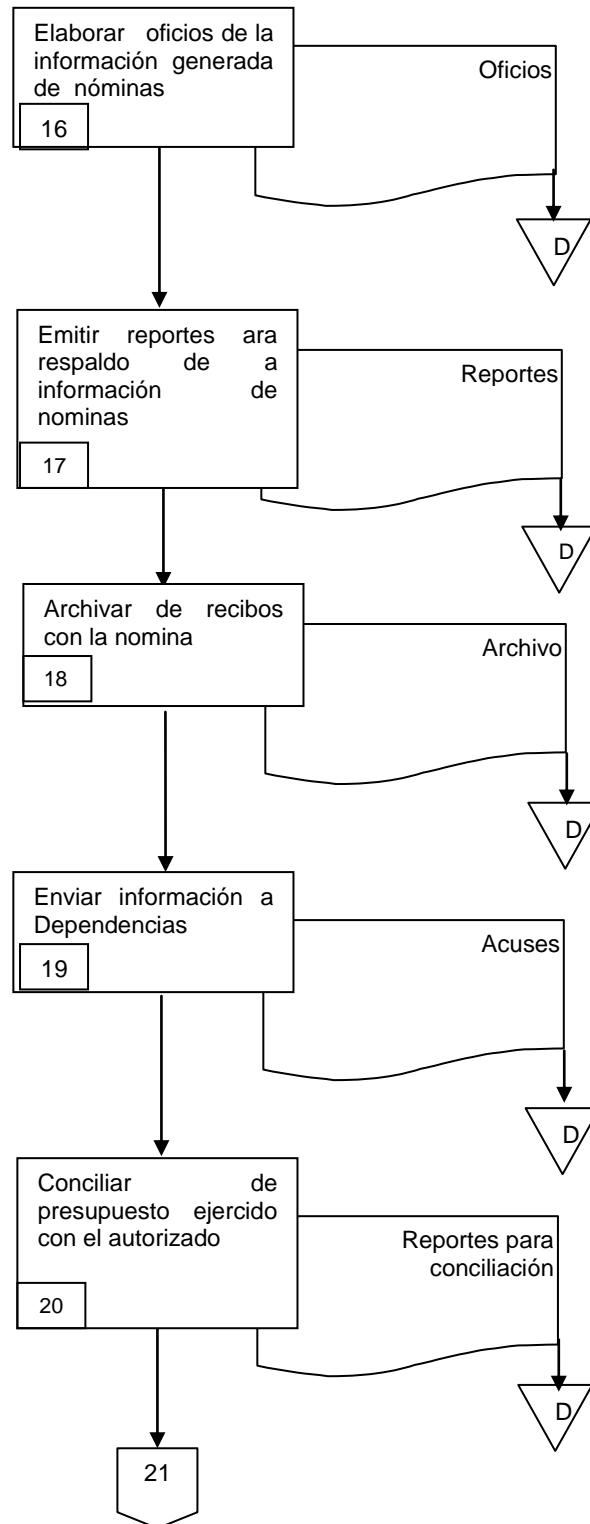 Elaborar oficios de la
información generada
de nóminas
16
Oficios
D
Emitir reportes ara
respaldo de a
información de
nominas
17
Reportes
D
Archivar de recibos
con la nomina
18
Archivo
D
Enviar información a
Dependencias
19
Acuses
D
Conciliar de
presupuesto ejercido
con el autorizado
20
Reportes para
conciliación
D
21